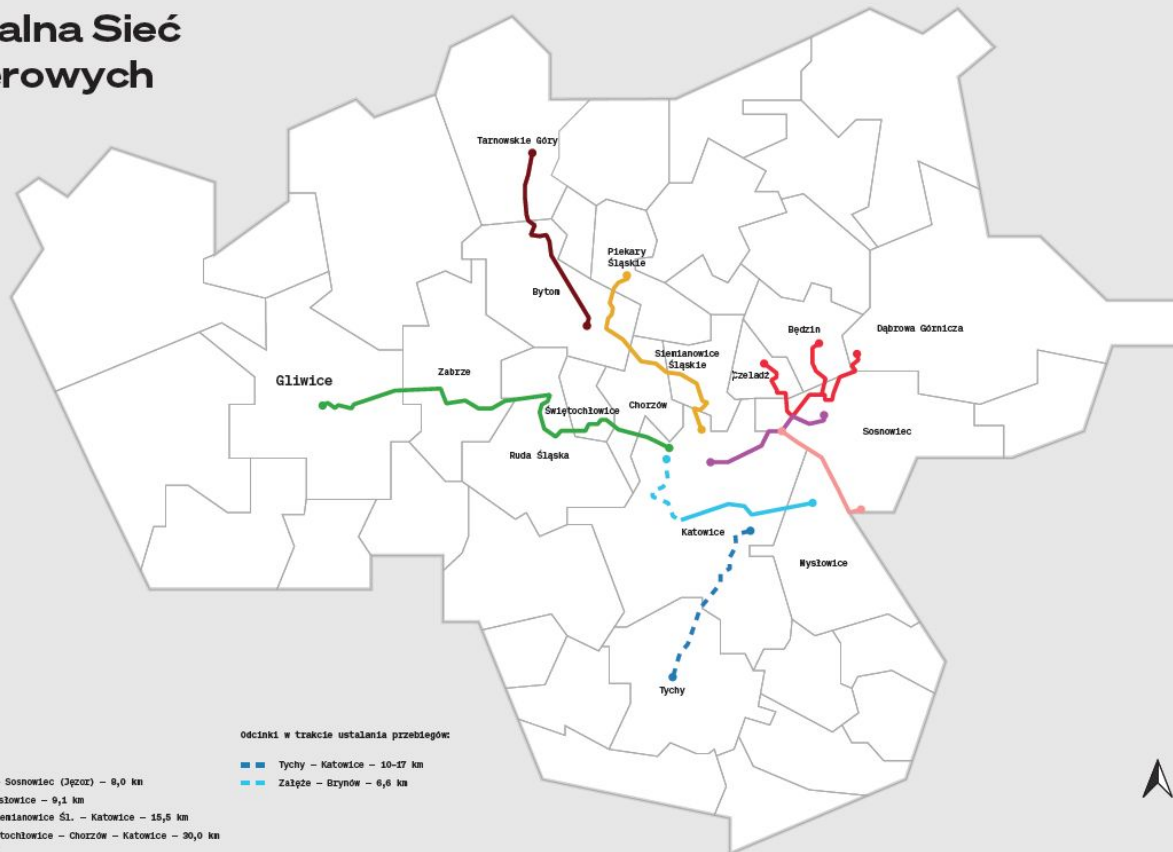 alna Sieć
erowych
Tarnowskie Góry
Piekary
Śląskie
Bytom
Będzin
Dąbrowa Górnicza
Siemianowice
Śląskie
Zabrze
Czeladź
Gliwice
Świętochłowice
Chorzów
Sosnowiec
Ruda Śląska
Katowice
Mysłowice
Tychy
Odcinki w trakcie ustalania przebiegów:
Tychy – Katowice – 10-17 km
Załęże – Brynów – 6,6 km
Sosnowiec (Jęzor) – 8,0 km
słowice – 9,1 km
emianowice Śl. – Katowice – 15,5 km
tochłowice – Chorzów – Katowice – 30,0 km